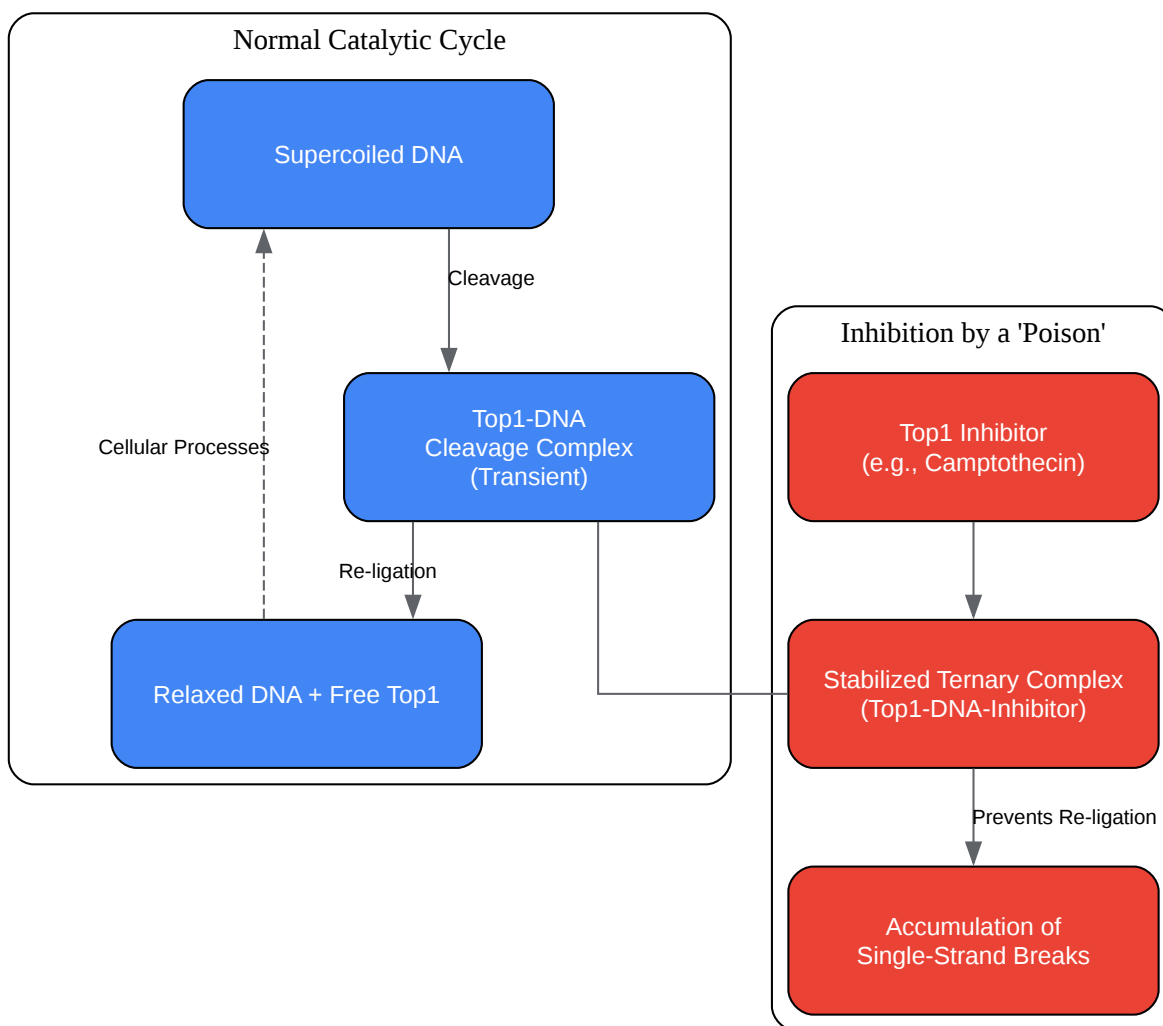 Normal Catalytic Cycle
Supercoiled DNA
Cleavage
Top1-DNA
Cleavage Complex
(Transient)
Cellular Processes
Re-ligation
Relaxed DNA + Free Top1
Inhibition by a 'Poison'
Top1 Inhibitor
(e.g., Camptothecin)
Stabilized Ternary Complex
(Top1-DNA-Inhibitor)
Prevents Re-ligation
Accumulation of
Single-Strand Breaks